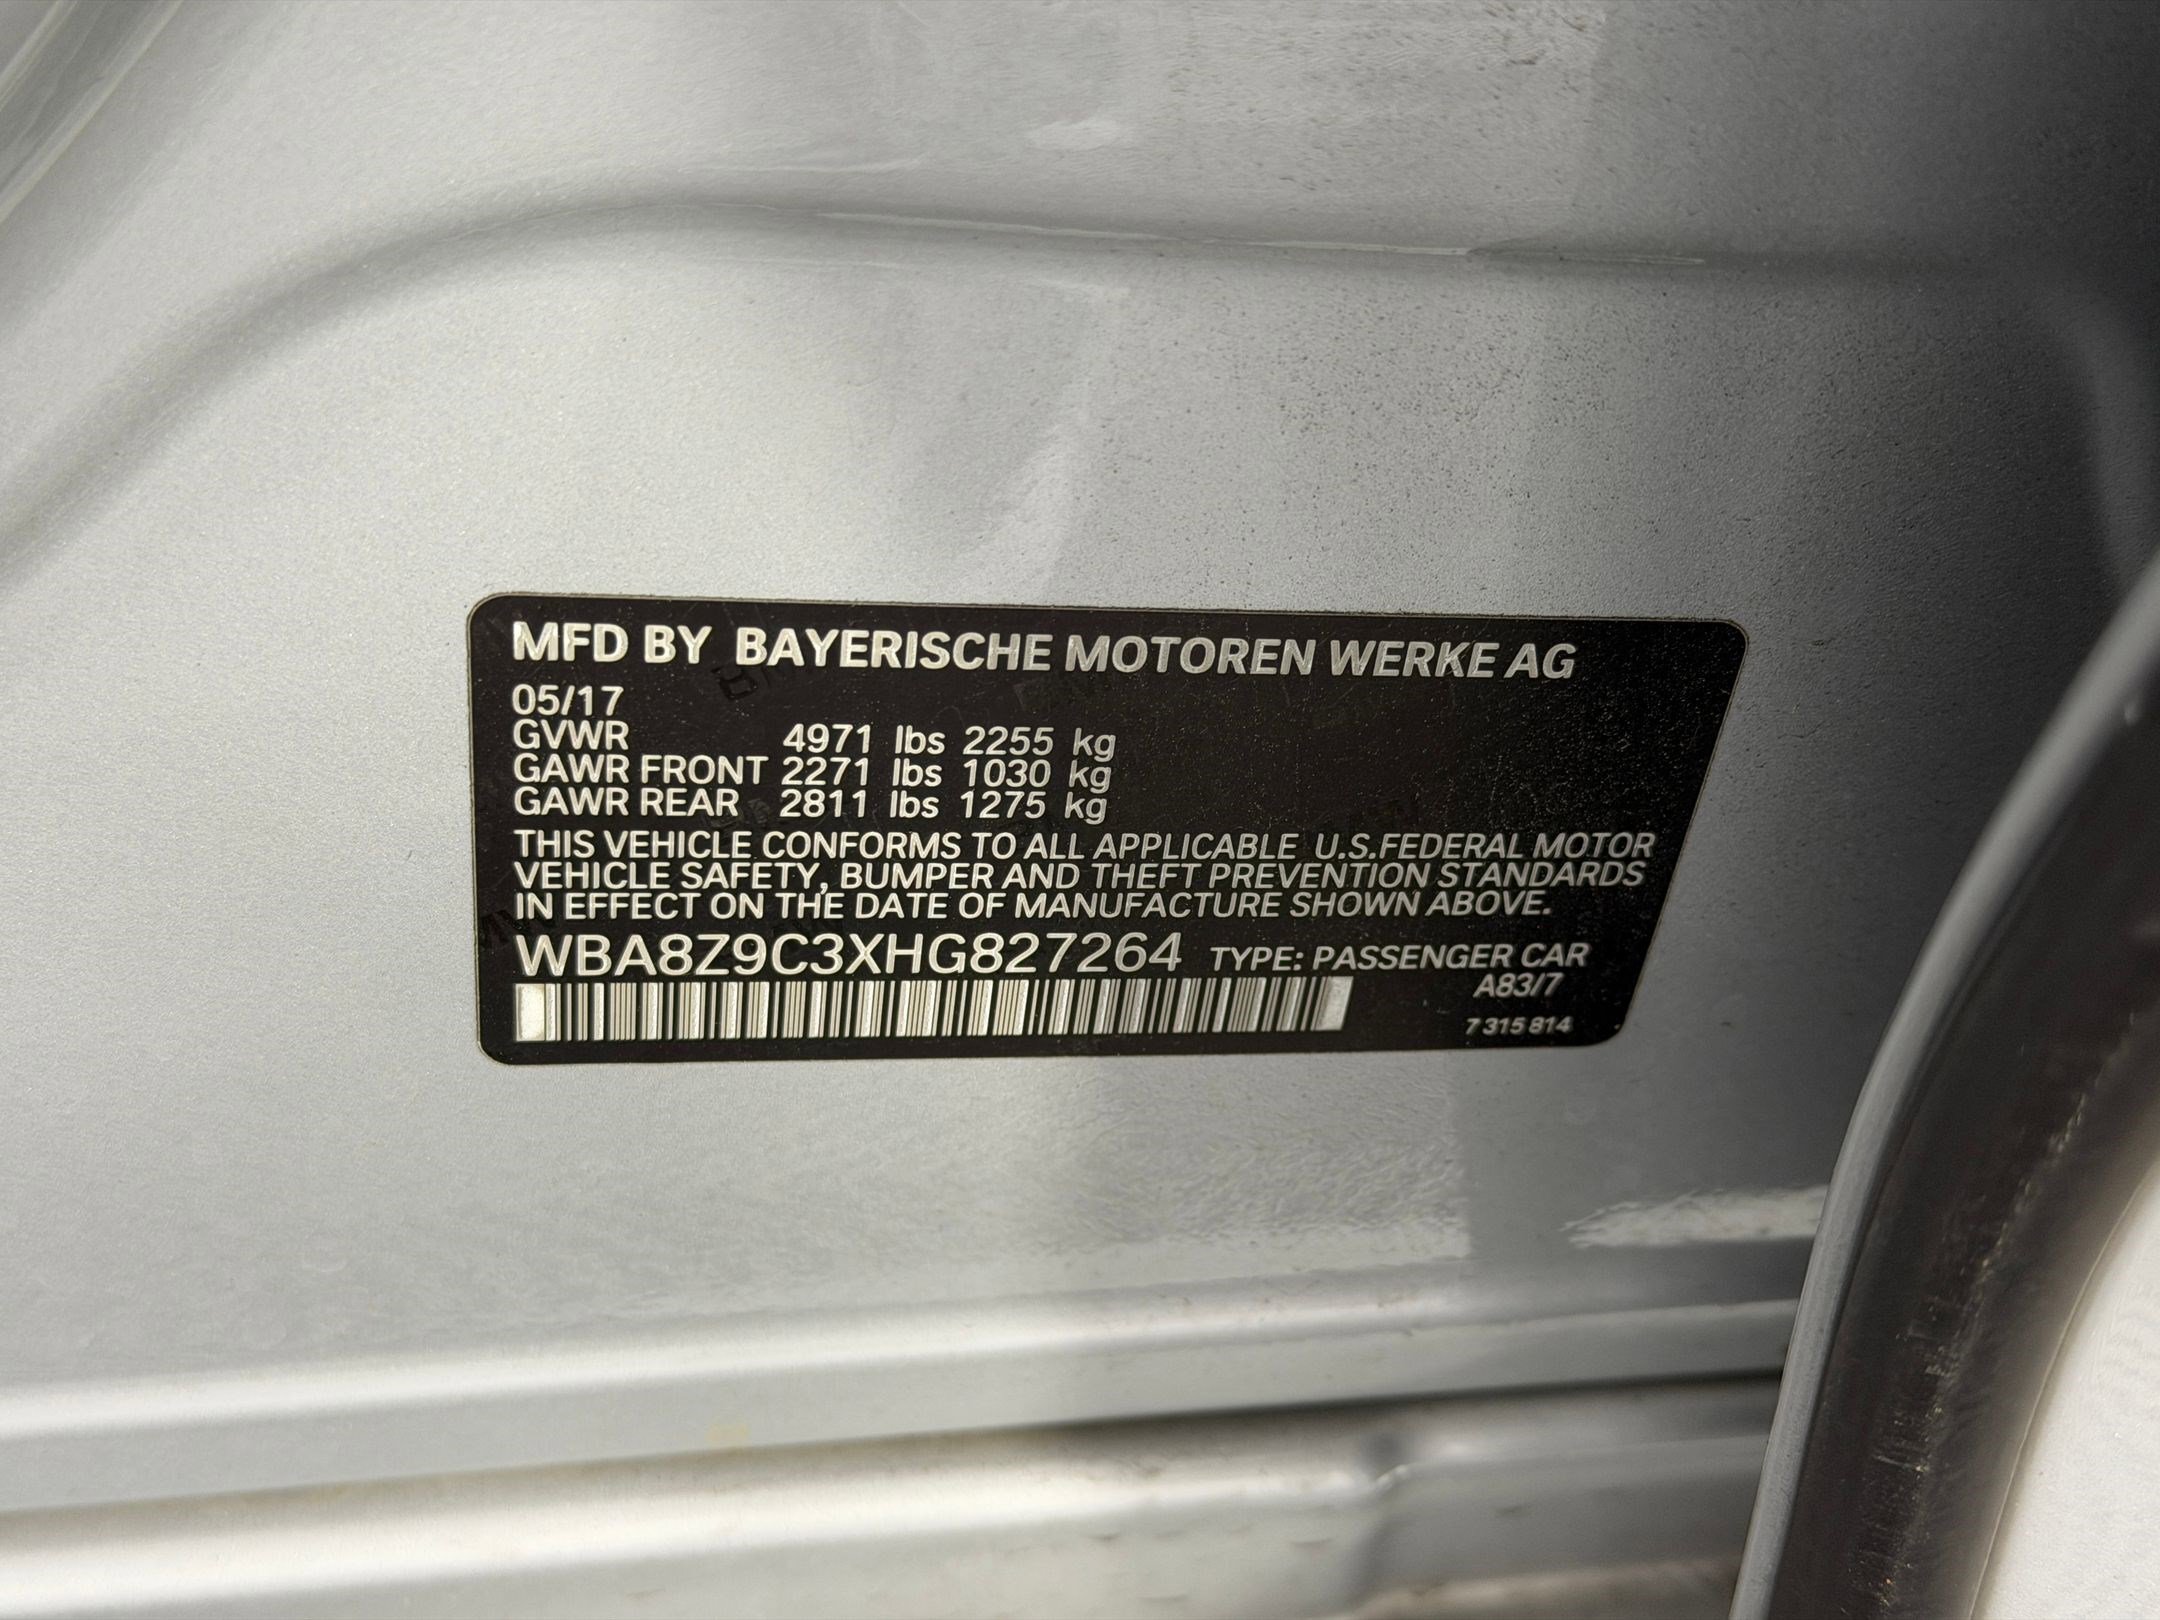 MFD BY BAYERISCHE MOTOREN WERKE AG
05/17
GVWR 4971 lbs 2255 kg
GAWR FRONT 2271 lbs 1030 kg
GAWR REAR 2811 lbs 1275 kg
THIS VEHICLE CONFORMS TO ALL APPLICABLE U.S.FEDERAL MOTOR
VEHICLE SAFETY, BUMPER AND THEFT PREVENTION STANDARDS
IN EFFECT ON THE DATE OF MANUFACTURE SHOWN ABOVE.
WBA8Z9C3XHG827264 TYPE: PASSENGER CAR
A83/7
7 315 814